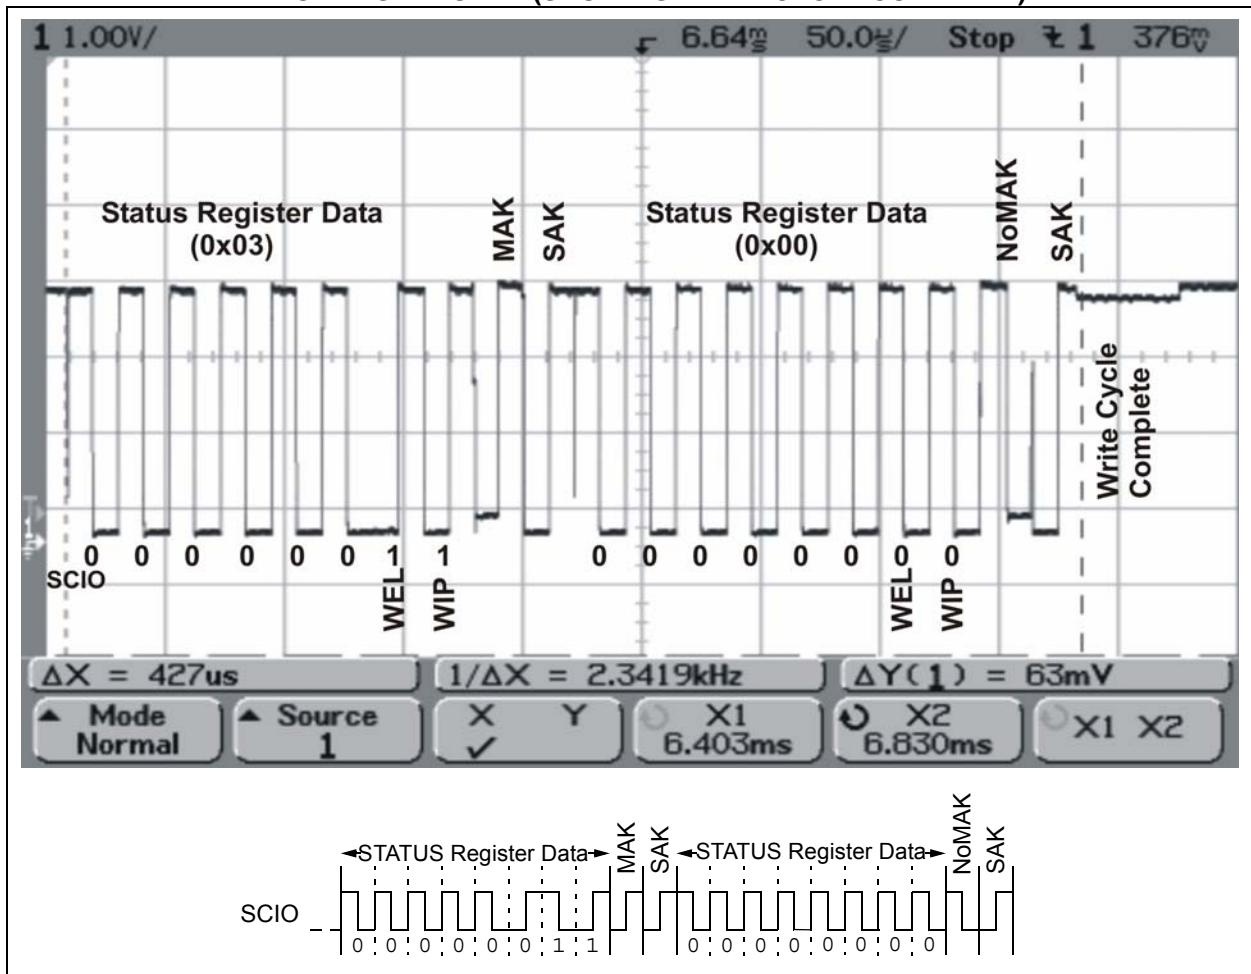 1 1.00V/ 6.64ms 50.0us/ Stop 1 376mV
MAK
SAK
NoMAK
SAK
Status Register Data
(0x03)
Status Register Data
(0x00)
Write Cycle
Complete
0 0 0 0 0 0 1 1 0 0 0 0 0 0 0 0
SCIO
WEL
WIP
WEL
WIP
ΔX = 427us 1/ΔX = 2.3419kHz ΔY(1) = 63mV
Mode Source X Y X1 X2 X1 X2
Normal 1 ✓ 6.403ms 6.830ms
MAK
SAK
NoMAK
SAK
STATUS Register Data
STATUS Register Data
SCIO
0 0 0 0 0 0 1 1 0 0 0 0 0 0 0 0